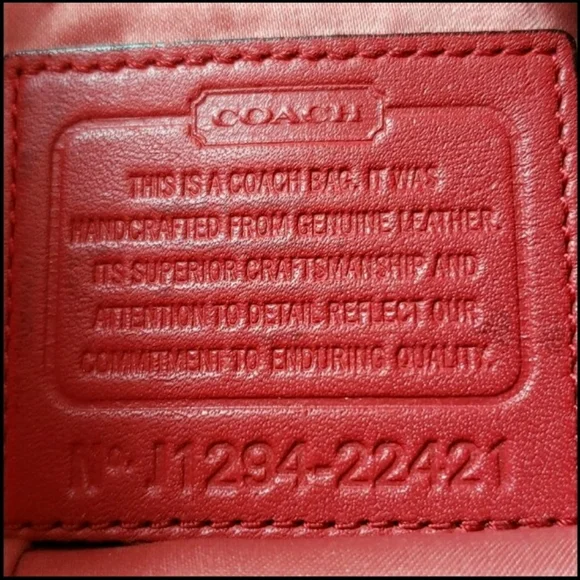 COACH
THIS IS A COACH BAG. IT WAS
HANDCRAFTED FROM GENUINE LEATHER.
ITS SUPERIOR CRAFTSMANSHIP AND
ATTENTION TO DETAIL REFLECT OUR
COMMITMENT TO ENDURING QUALITY.
Nº J1294-22421